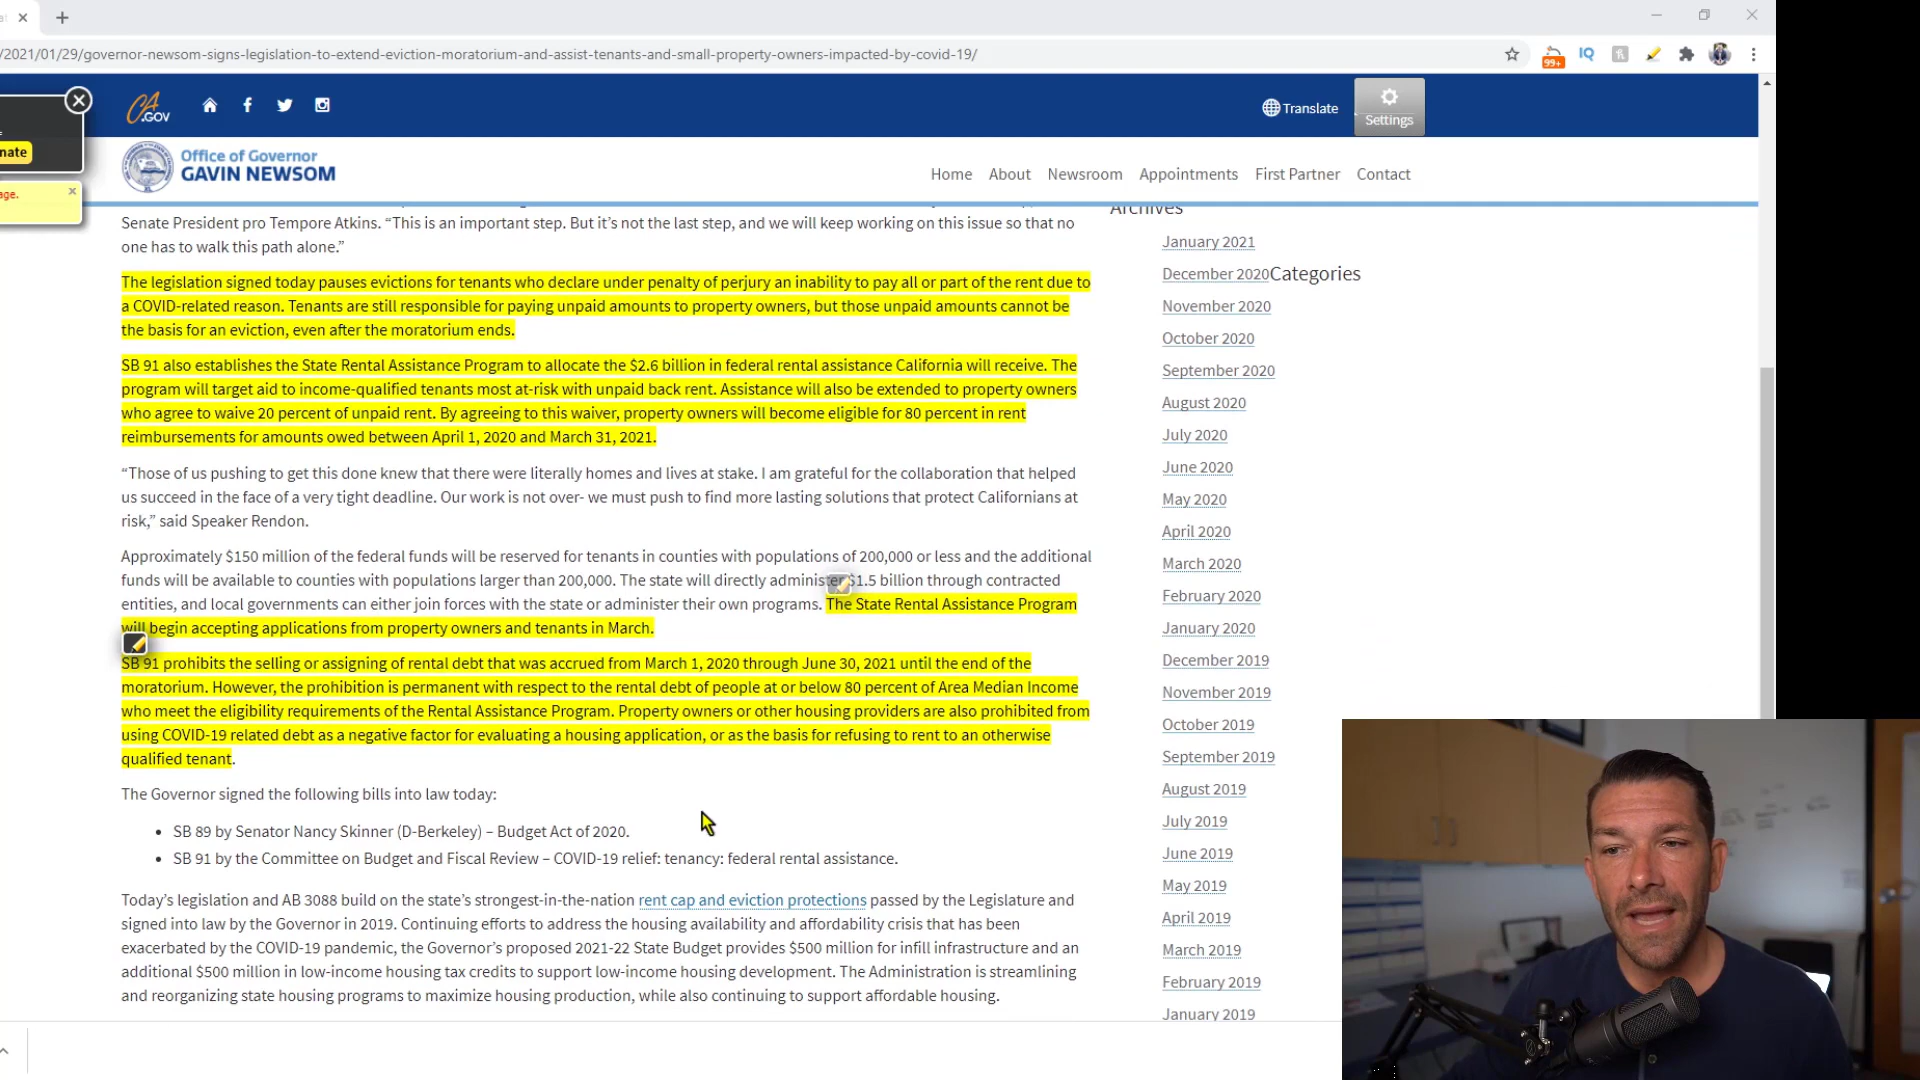 /2021/01/29/governor-newsom-signs-legislation-to-extend-eviction-moratorium-and-assist-tenants-and-small-property-owners-impacted-by-covid-19/
99+
IQ
CA
.GOV
Translate
Settings
nate
age.
Office of Governor
GAVIN NEWSOM
Home About Newsroom Appointments First Partner Contact
Senate President pro Tempore Atkins. “This is an important step. But it’s not the last step, and we will keep working on this issue so that no
one has to walk this path alone.”
The legislation signed today pauses evictions for tenants who declare under penalty of perjury an inability to pay all or part of the rent due to
a COVID-related reason. Tenants are still responsible for paying unpaid amounts to property owners, but those unpaid amounts cannot be
the basis for an eviction, even after the moratorium ends.
SB 91 also establishes the State Rental Assistance Program to allocate the $2.6 billion in federal rental assistance California will receive. The
program will target aid to income-qualified tenants most at-risk with unpaid back rent. Assistance will also be extended to property owners
who agree to waive 20 percent of unpaid rent. By agreeing to this waiver, property owners will become eligible for 80 percent in rent
reimbursements for amounts owed between April 1, 2020 and March 31, 2021.
“Those of us pushing to get this done knew that there were literally homes and lives at stake. I am grateful for the collaboration that helped
us succeed in the face of a very tight deadline. Our work is not over- we must push to find more lasting solutions that protect Californians at
risk,” said Speaker Rendon.
Approximately $150 million of the federal funds will be reserved for tenants in counties with populations of 200,000 or less and the additional
funds will be available to counties with populations larger than 200,000. The state will directly administer $1.5 billion through contracted
entities, and local governments can either join forces with the state or administer their own programs. The State Rental Assistance Program
will begin accepting applications from property owners and tenants in March.
SB 91 prohibits the selling or assigning of rental debt that was accrued from March 1, 2020 through June 30, 2021 until the end of the
moratorium. However, the prohibition is permanent with respect to the rental debt of people at or below 80 percent of Area Median Income
who meet the eligibility requirements of the Rental Assistance Program. Property owners or other housing providers are also prohibited from
using COVID-19 related debt as a negative factor for evaluating a housing application, or as the basis for refusing to rent to an otherwise
qualified tenant.
The Governor signed the following bills into law today:
• SB 89 by Senator Nancy Skinner (D-Berkeley) – Budget Act of 2020.
• SB 91 by the Committee on Budget and Fiscal Review – COVID-19 relief: tenancy: federal rental assistance.
Today’s legislation and AB 3088 build on the state’s strongest-in-the-nation rent cap and eviction protections passed by the Legislature and
signed into law by the Governor in 2019. Continuing efforts to address the housing availability and affordability crisis that has been
exacerbated by the COVID-19 pandemic, the Governor’s proposed 2021-22 State Budget provides $500 million for infill infrastructure and an
additional $500 million in low-income housing tax credits to support low-income housing development. The Administration is streamlining
and reorganizing state housing programs to maximize housing production, while also continuing to support affordable housing.
Archives
January 2021
December 2020
Categories
November 2020
October 2020
September 2020
August 2020
July 2020
June 2020
May 2020
April 2020
March 2020
February 2020
January 2020
December 2019
November 2019
October 2019
September 2019
August 2019
July 2019
June 2019
May 2019
April 2019
March 2019
February 2019
January 2019